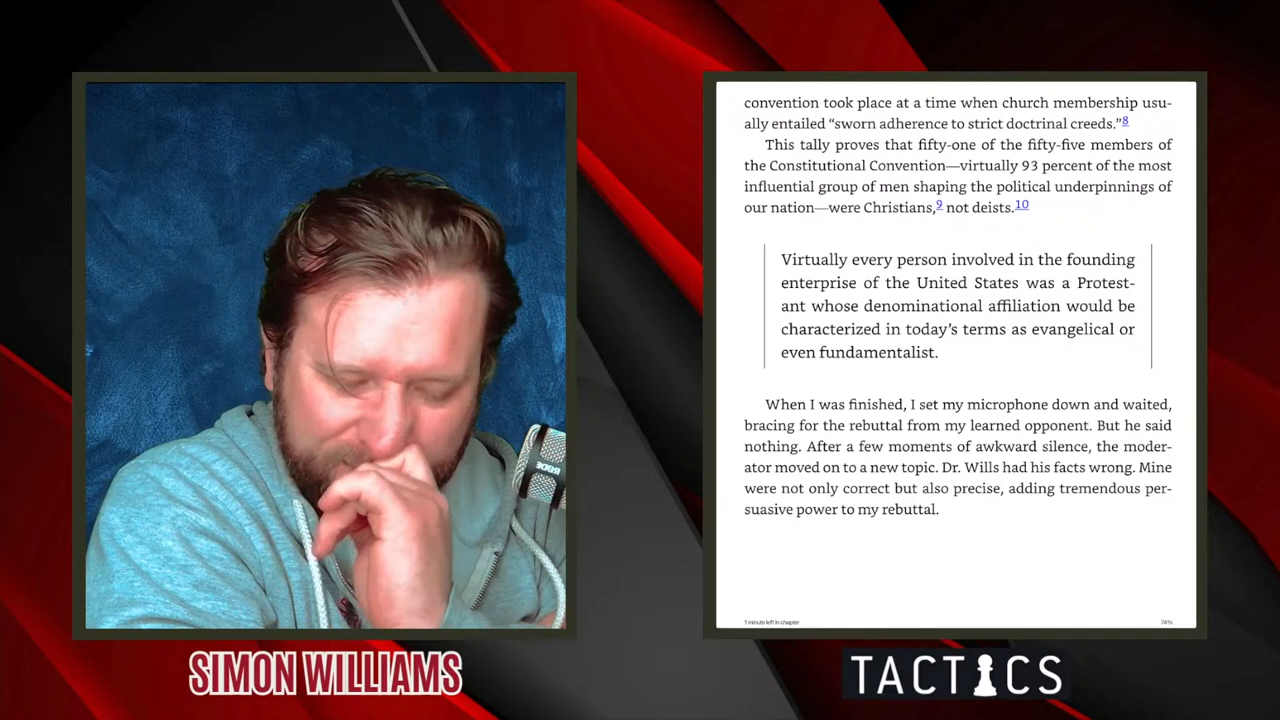 convention took place at a time when church membership usu-
ally entailed “sworn adherence to strict doctrinal creeds.”8
This tally proves that fifty-one of the fifty-five members of
the Constitutional Convention—virtually 93 percent of the most
influential group of men shaping the political underpinnings of
our nation—were Christians,9 not deists.10
Virtually every person involved in the founding
enterprise of the United States was a Protest-
ant whose denominational affiliation would be
characterized in today’s terms as evangelical or
even fundamentalist.
When I was finished, I set my microphone down and waited,
bracing for the rebuttal from my learned opponent. But he said
nothing. After a few moments of awkward silence, the moder-
ator moved on to a new topic. Dr. Wills had his facts wrong. Mine
were not only correct but also precise, adding tremendous per-
suasive power to my rebuttal.
1 minute left in chapter
74%
RODE
SIMON WILLIAMS
TACTICS